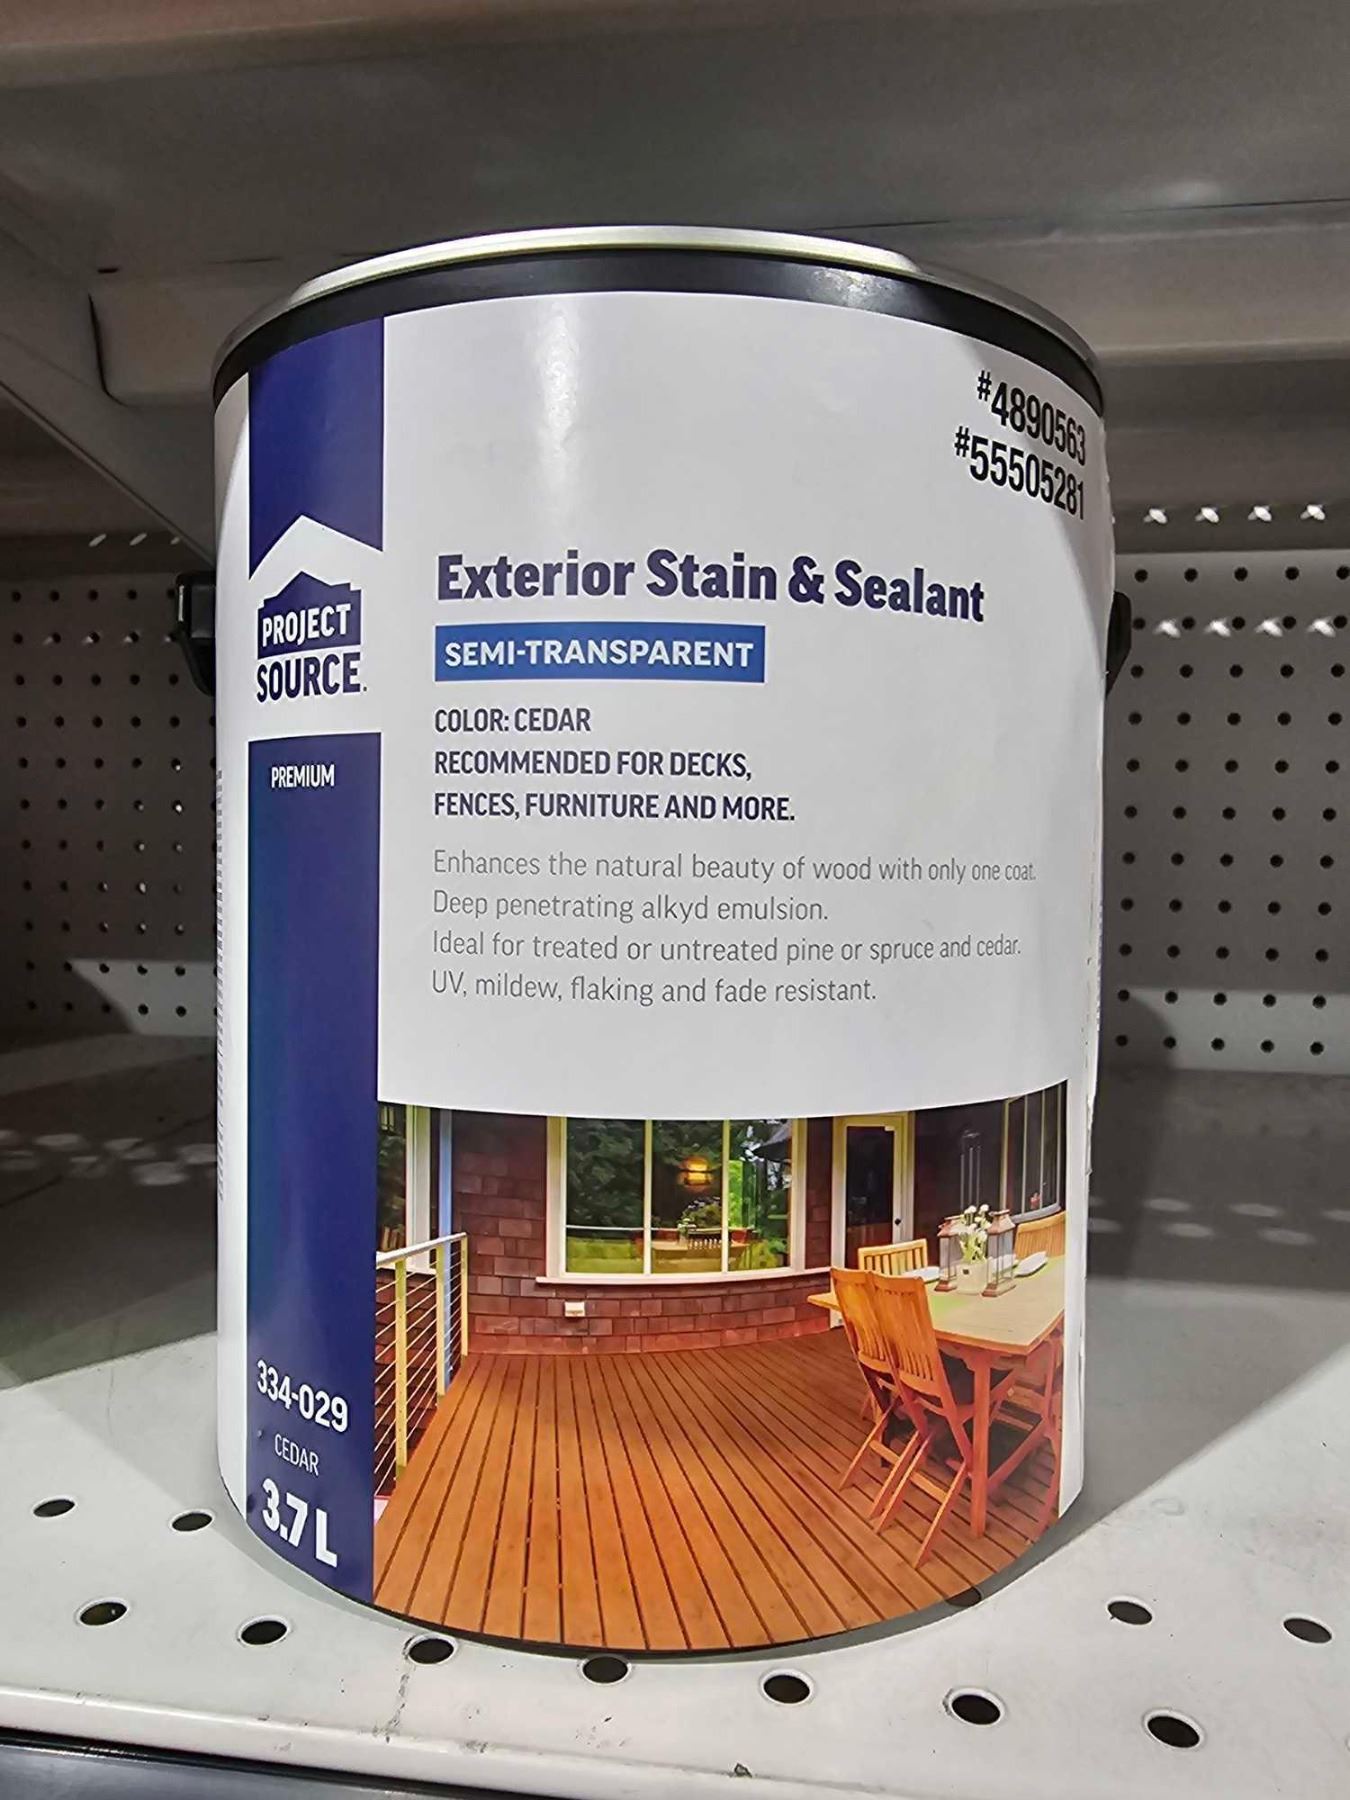 #4890563
#55505281
PROJECT
SOURCE.
PREMIUM
Exterior Stain & Sealant
SEMI-TRANSPARENT
COLOR: CEDAR
RECOMMENDED FOR DECKS,
FENCES, FURNITURE AND MORE.
Enhances the natural beauty of wood with only one coat.
Deep penetrating alkyd emulsion.
Ideal for treated or untreated pine or spruce and cedar.
UV, mildew, flaking and fade resistant.
334-029
CEDAR
3.7 L